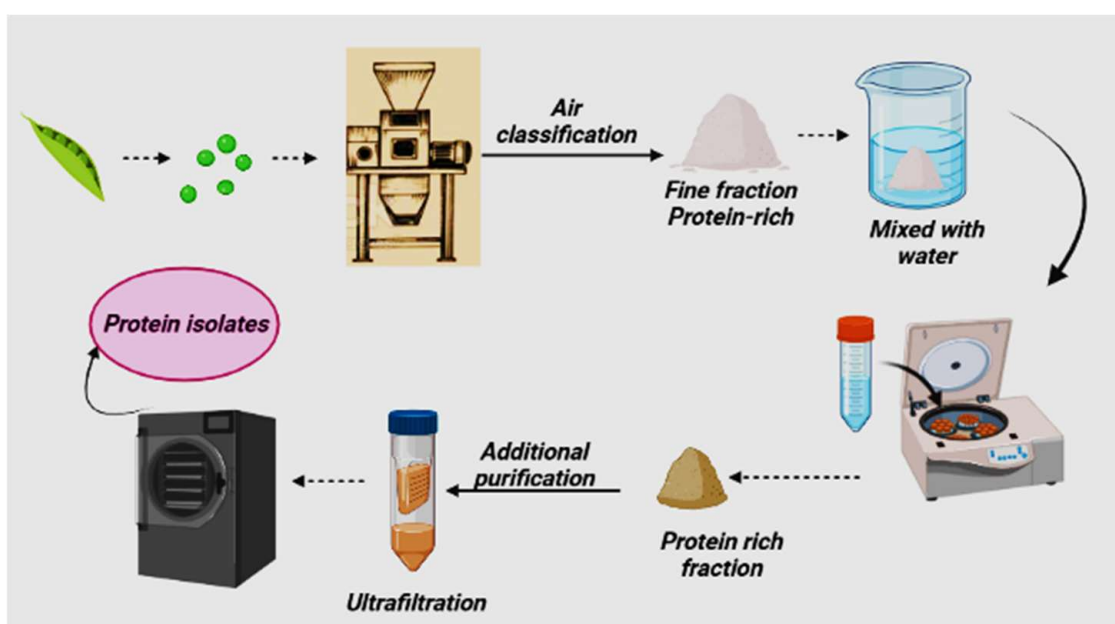 Air
classification
Fine fraction
Protein-rich
Mixed with
water
Protein isolates
Additional
purification
Protein rich
fraction
Ultrafiltration